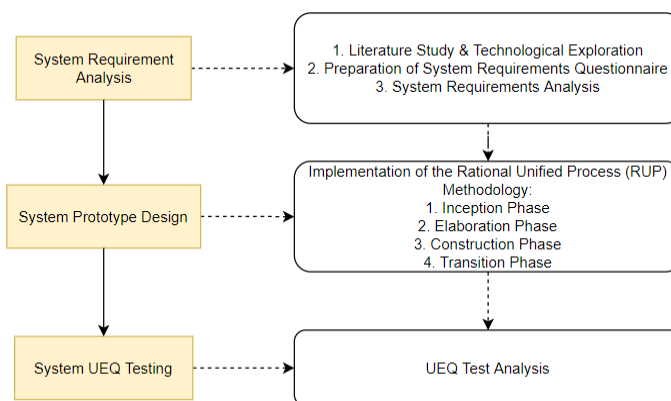 System Requirement
Analysis
1. Literature Study & Technological Exploration
2. Preparation of System Requirements Questionnaire
3. System Requirements Analysis
System Prototype Design
Implementation of the Rational Unified Process (RUP)
Methodology:
1. Inception Phase
2. Elaboration Phase
3. Construction Phase
4. Transition Phase
System UEQ Testing
UEQ Test Analysis